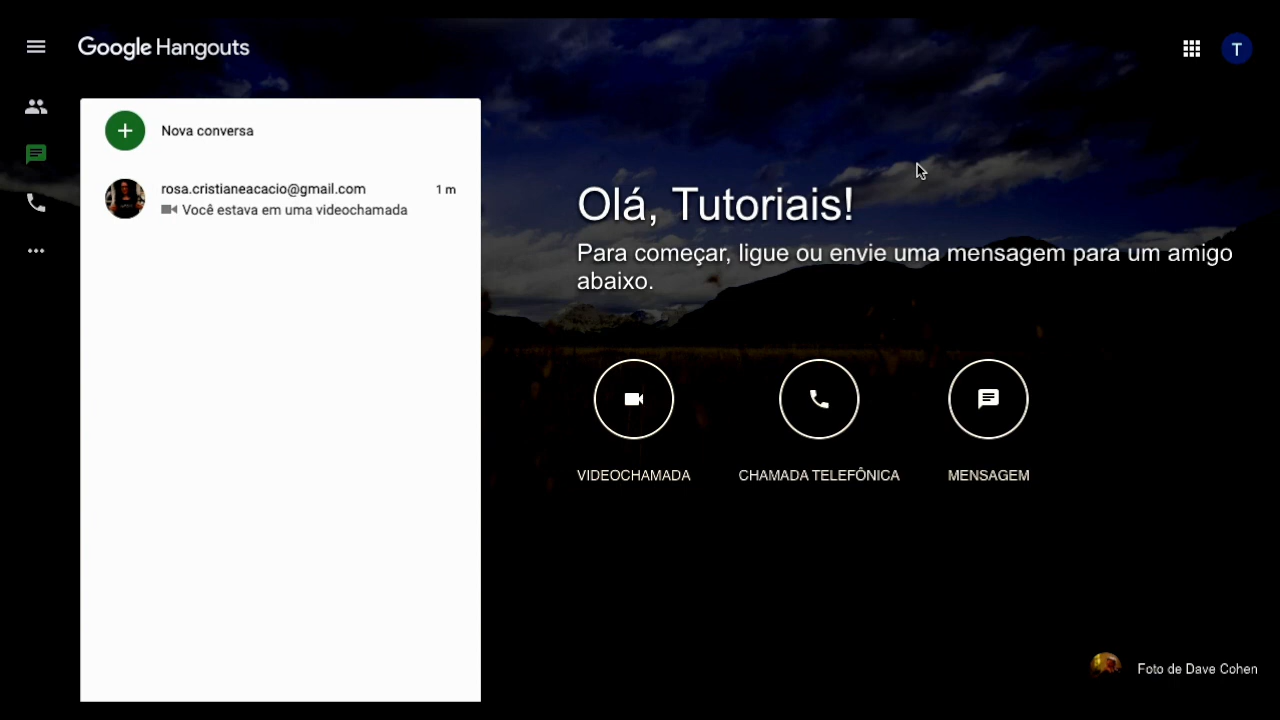 Google Hangouts
T
Nova conversa
rosa.cristianeacacio@gmail.com 1 m
Você estava em uma videochamada
Olá, Tutoriais!
Para começar, ligue ou envie uma mensagem para um amigo
abaixo.
VIDEOCHAMADA CHAMADA TELEFÔNICA MENSAGEM
Foto de Dave Cohen